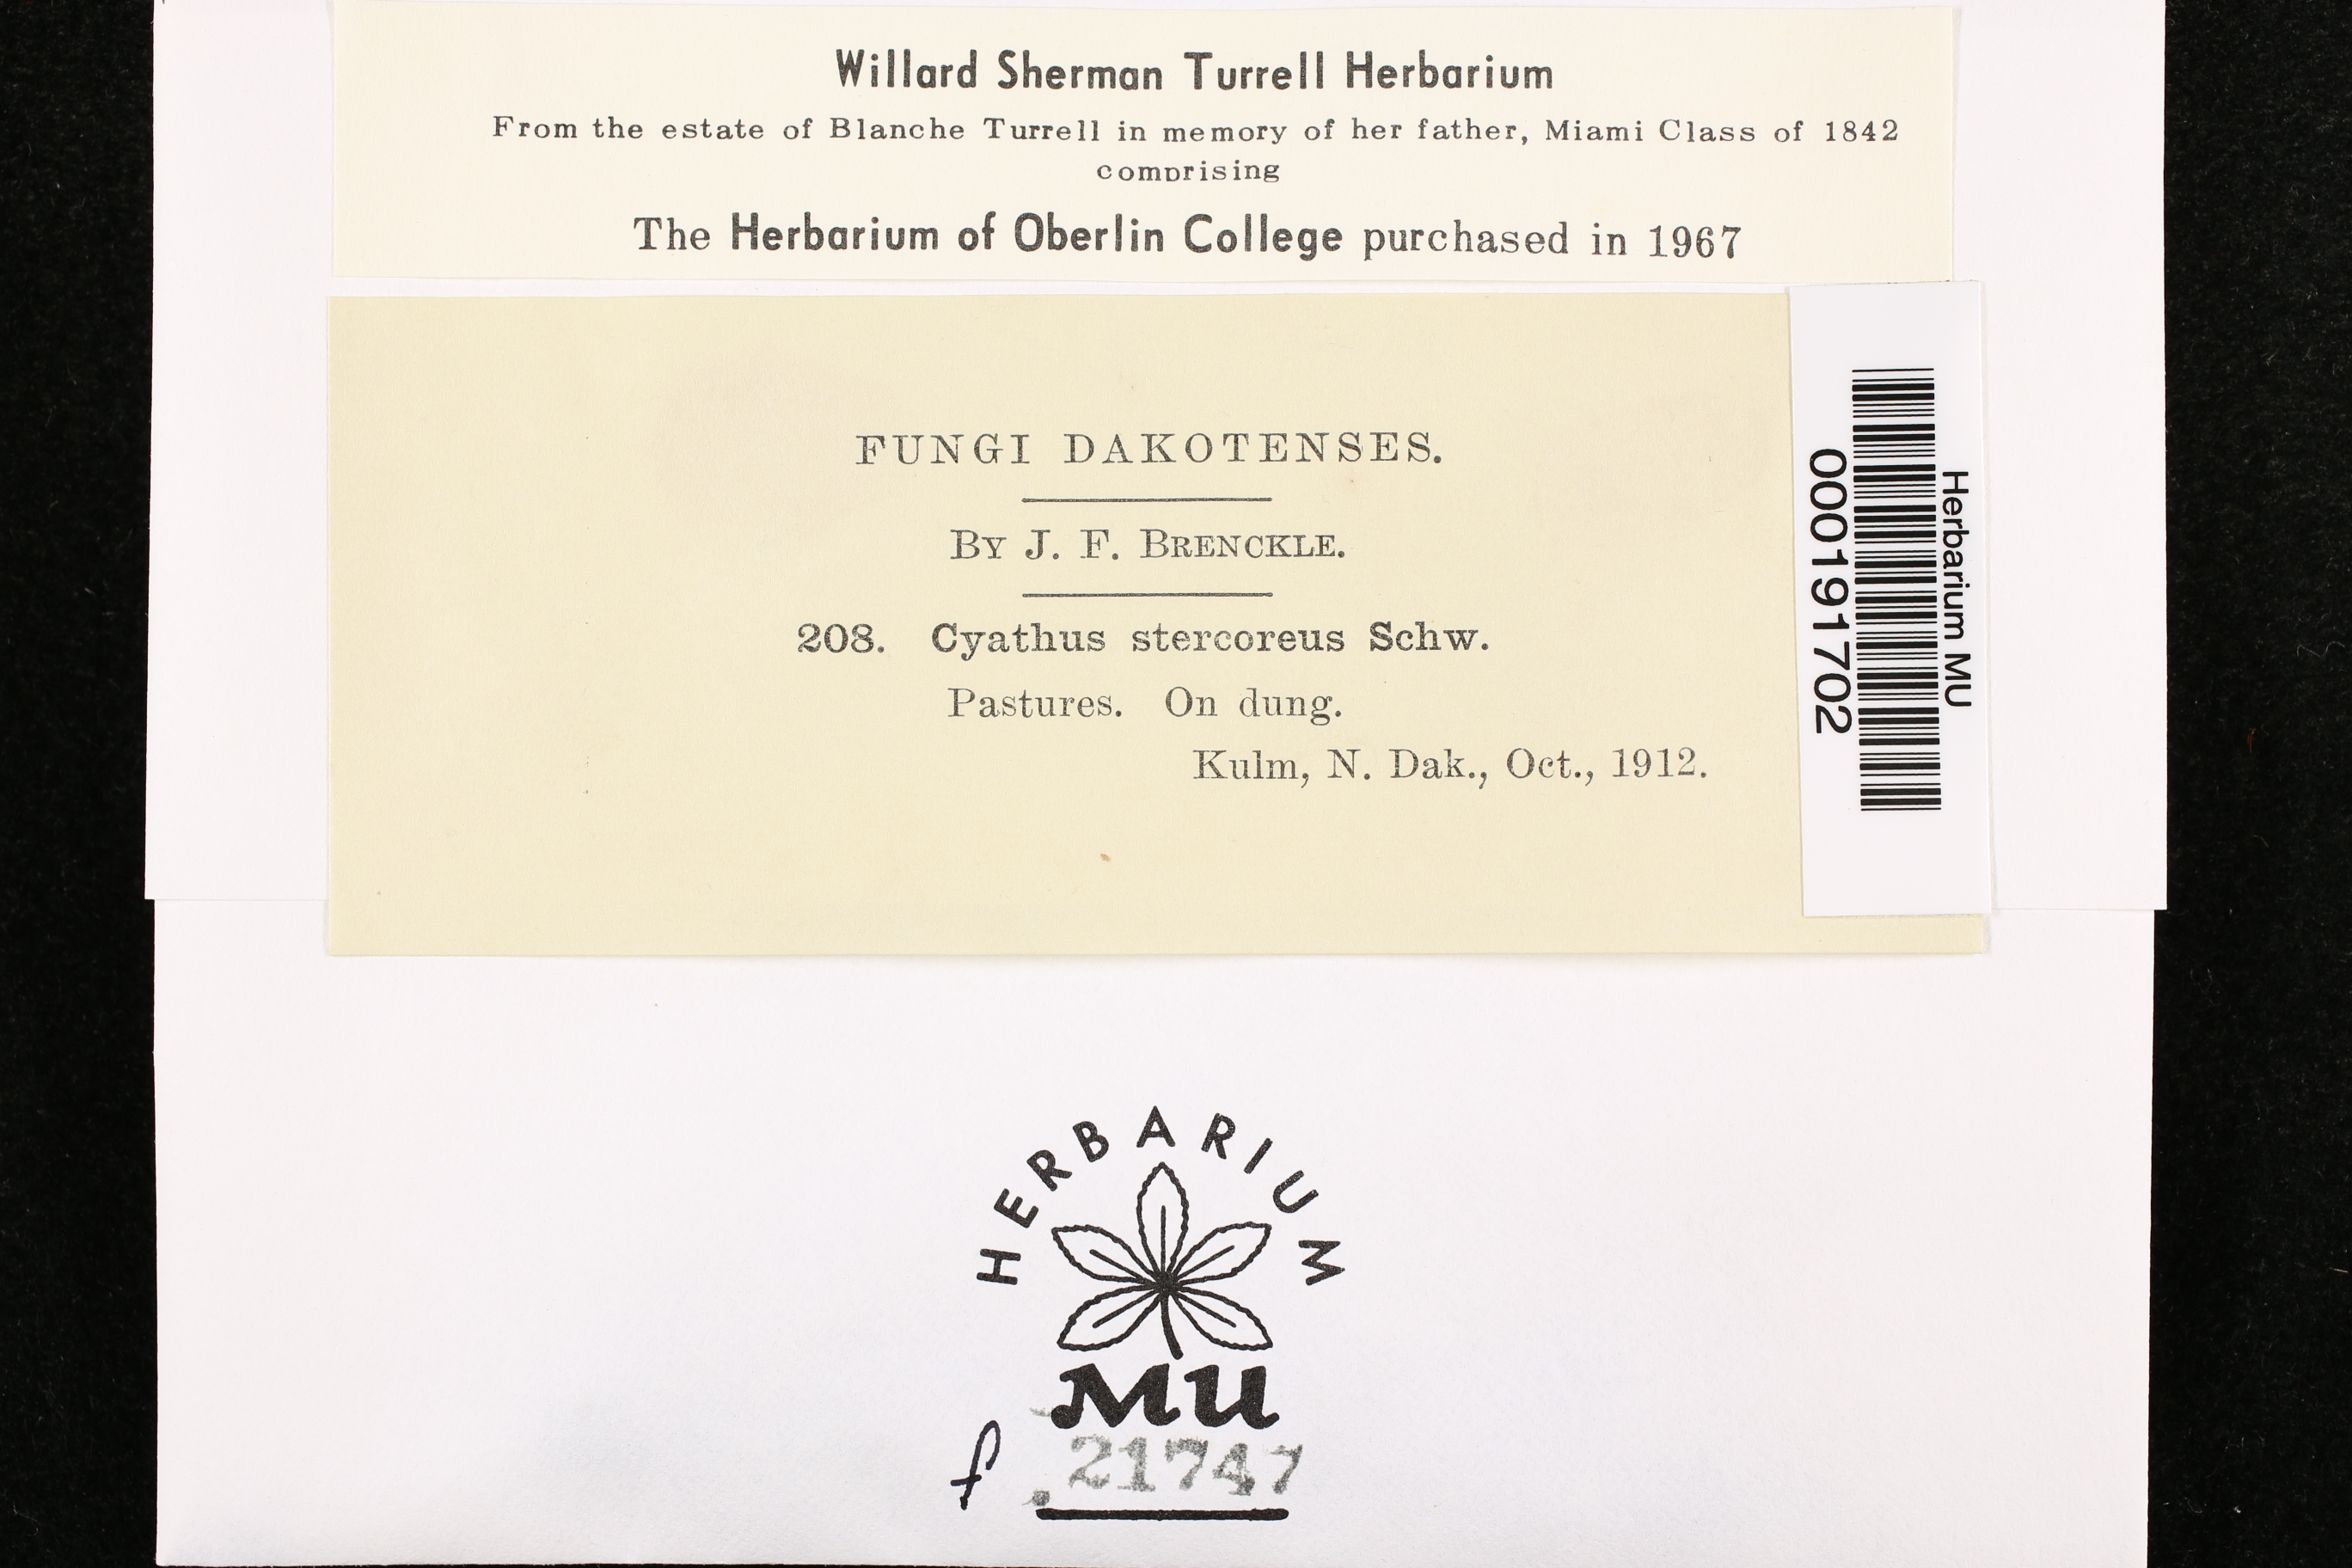 Willard Sherman Turrell Herbarium
From the estate of Blanche Turrell in memory of her father, Miami Class of 1842
comprising
The Herbarium of Oberlin College purchased in 1967
FUNGI DAKOTENSES.
BY J. F. BRENCKLE.
208. Cyathus stercoreus Schw.
Pastures. On dung.
Kulm, N. Dak., Oct., 1912.
Herbarium MU
000191702
HERBARIUM
MU
f. 21747